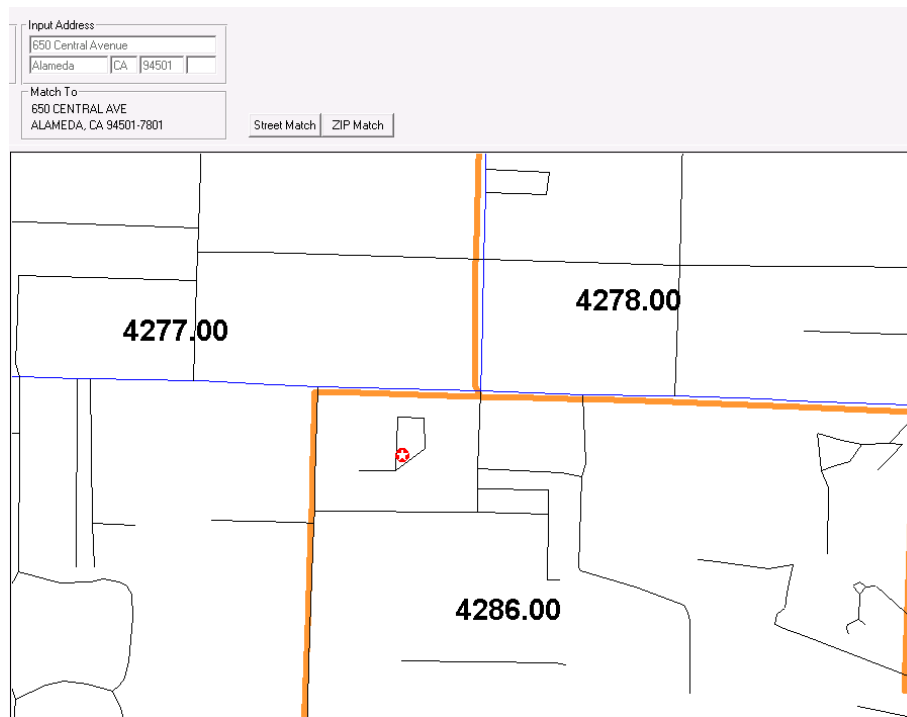 Input Address
650 Central Avenue
Alameda CA 94501
Match To
650 CENTRAL AVE
ALAMEDA, CA 94501-7801
Street Match ZIP Match
4278.00
4277.00
4286.00